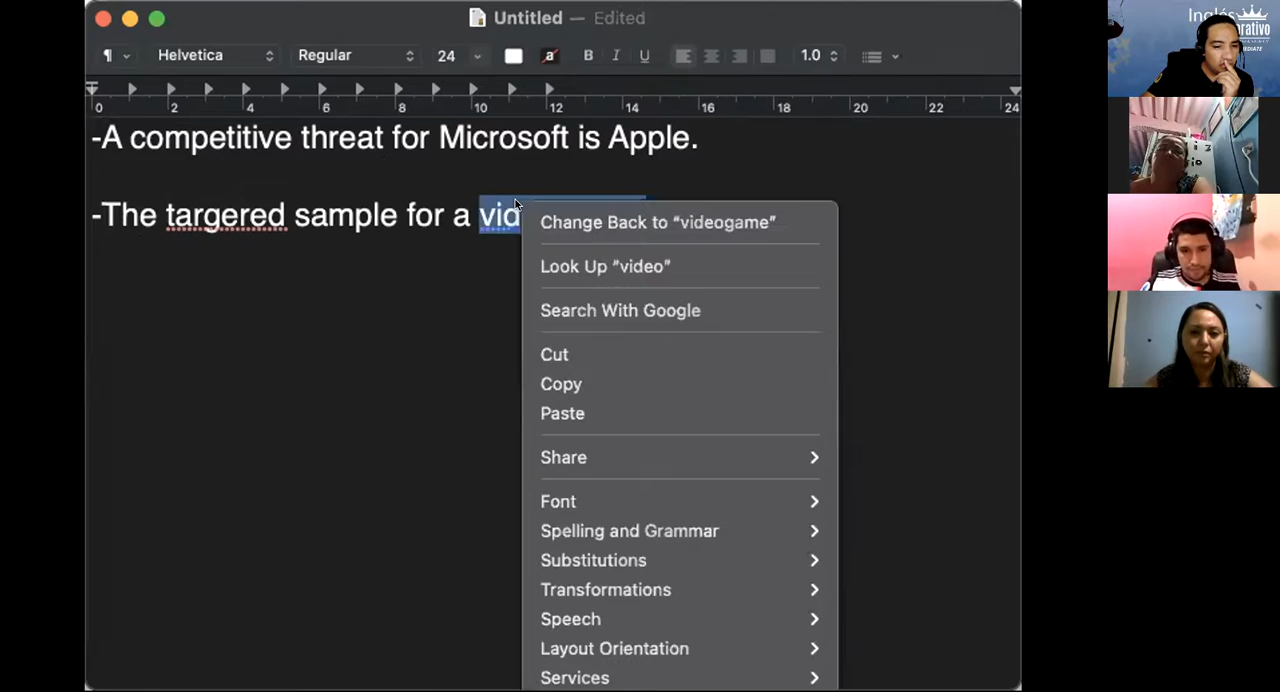 Untitled — Edited
¶ Helvetica Regular 24 a B I U 1.0
0 2 4 6 8 10 12 14 16 18 20 22 24
-A competitive threat for Microsoft is Apple.
-The targered sample for a vid
Change Back to “videogame”
Look Up “video”
Search With Google
Cut
Copy
Paste
Share
Font
Spelling and Grammar
Substitutions
Transformations
Speech
Layout Orientation
Services
Inglés